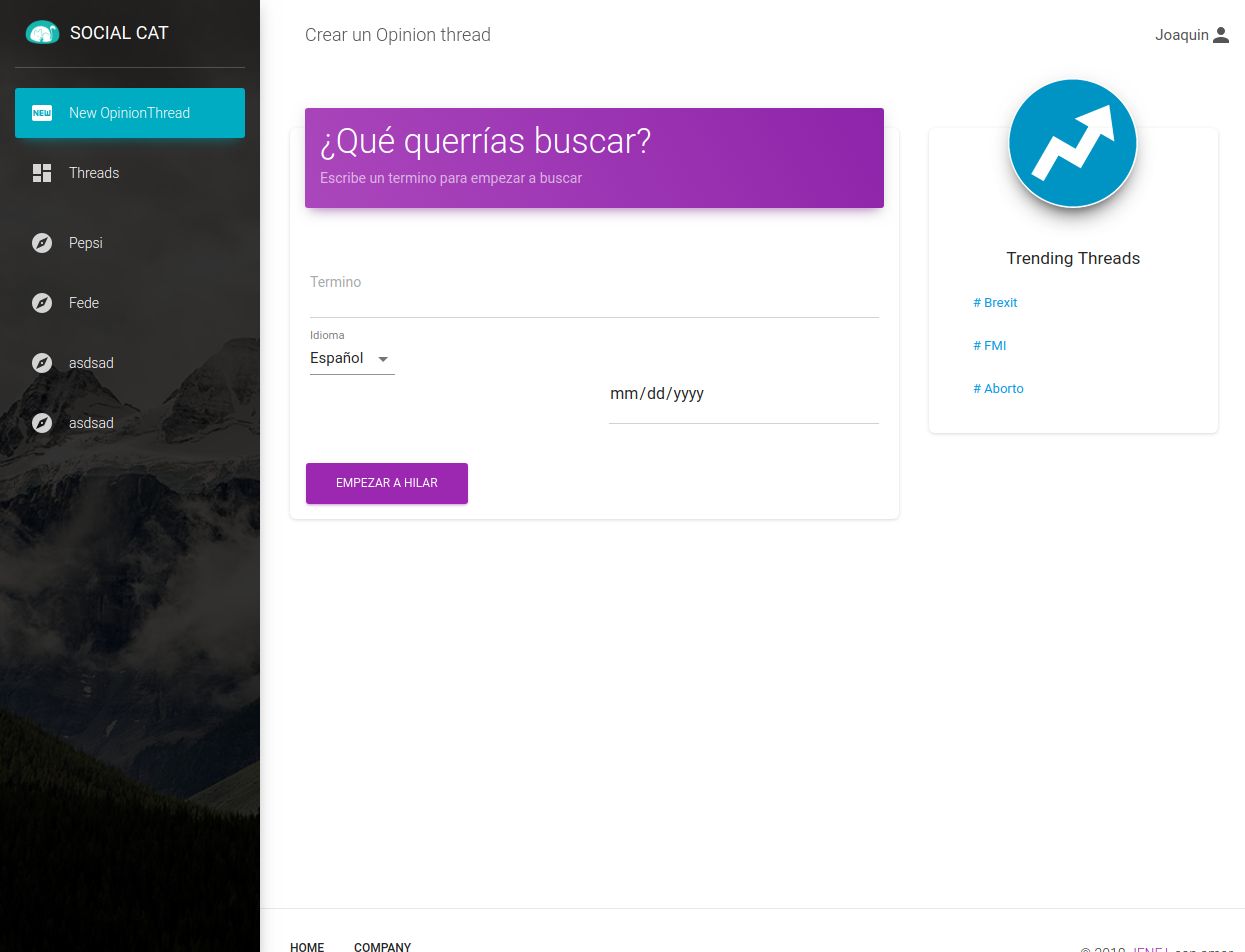 SOCIAL CAT
NEW New OpinionThread
Threads
Pepsi
Fede
asdsad
asdsad
Crear un Opinion thread
Joaquin
¿Qué querrías buscar?
Escribe un termino para empezar a buscar
Termino
Idioma
Español
mm/dd/yyyy
EMPEZAR A HILAR
Trending Threads
# Brexit
# FMI
# Aborto
HOME COMPANY